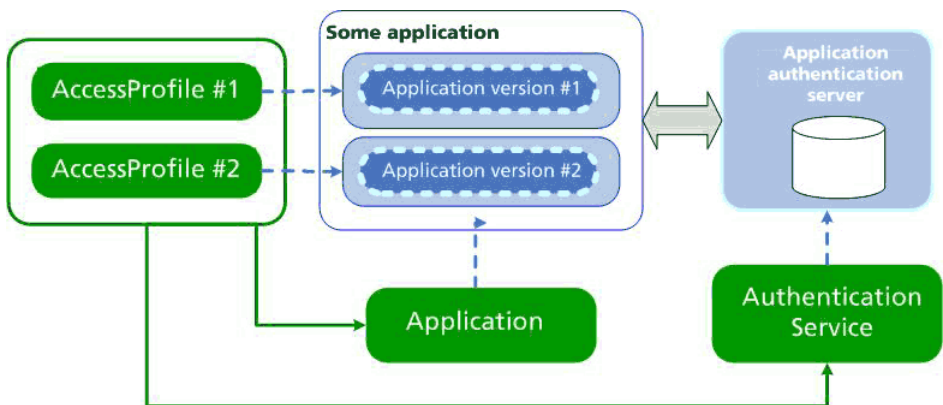 Some application
AccessProfile #1
Application version #1
Application
authentication
server
AccessProfile #2
Application version #2
Application
Authentication
Service